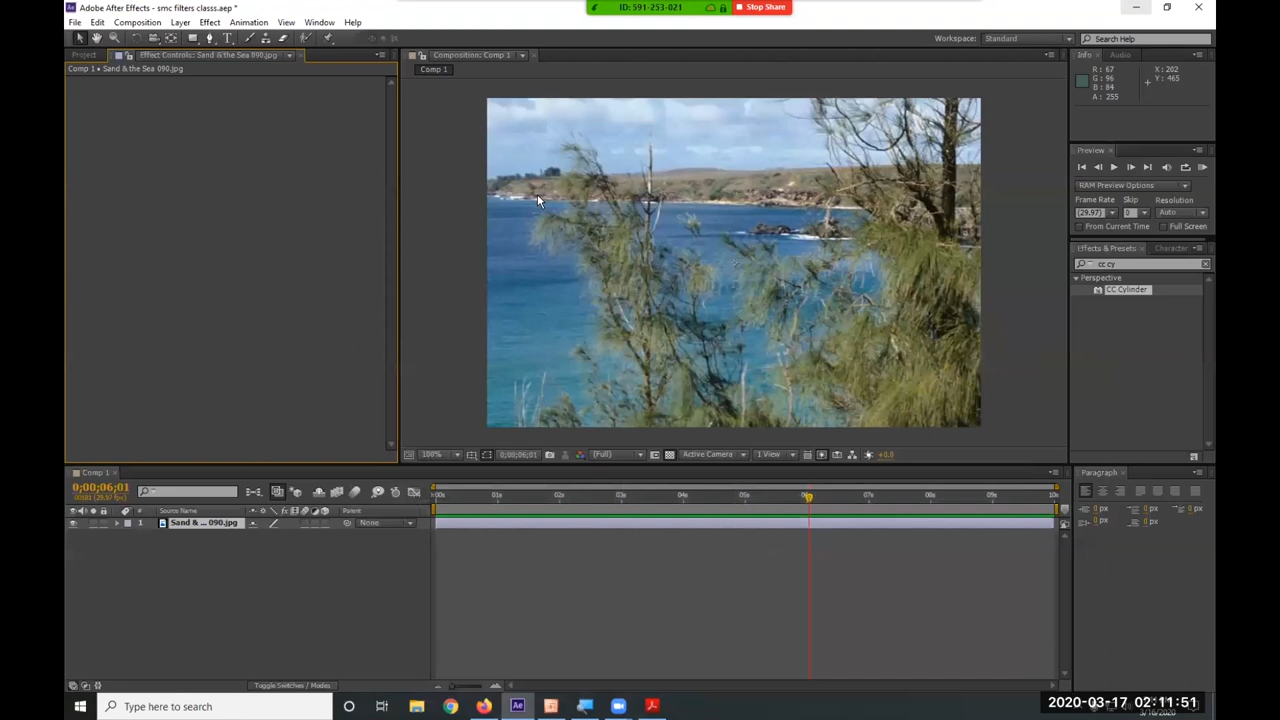 Adobe After Effects - smc filters classs.aep *
ID: 591-253-021
Stop Share
File Edit Composition Layer Effect Animation View Window Help
Workspace: Standard
Search Help
Project
Effect Controls: Sand & the Sea 090.jpg
Composition: Comp 1
Info
Audio
Comp 1 • Sand & the Sea 090.jpg
Comp 1
R : 67
G : 96
B : 84
A : 255
X : 202
Y : 465
Preview
RAM Preview Options
Frame Rate Skip Resolution
(29.97) 0 Auto
From Current Time Full Screen
Effects & Presets Character
cc cy
Perspective
CC Cylinder
100%
0;00;06;01
(Full)
Active Camera
1 View
+0.0
Comp 1
Paragraph
0;00;06;01
00181 (29.97 fps)
# Source Name Parent
1 Sand & ... 090.jpg None
01s 02s 03s 04s 05s 07s 08s 09s 10s
0 px 0 px 0 px
0 px 0 px
Toggle Switches / Modes
Type here to search
2020-03-17 02:11:51